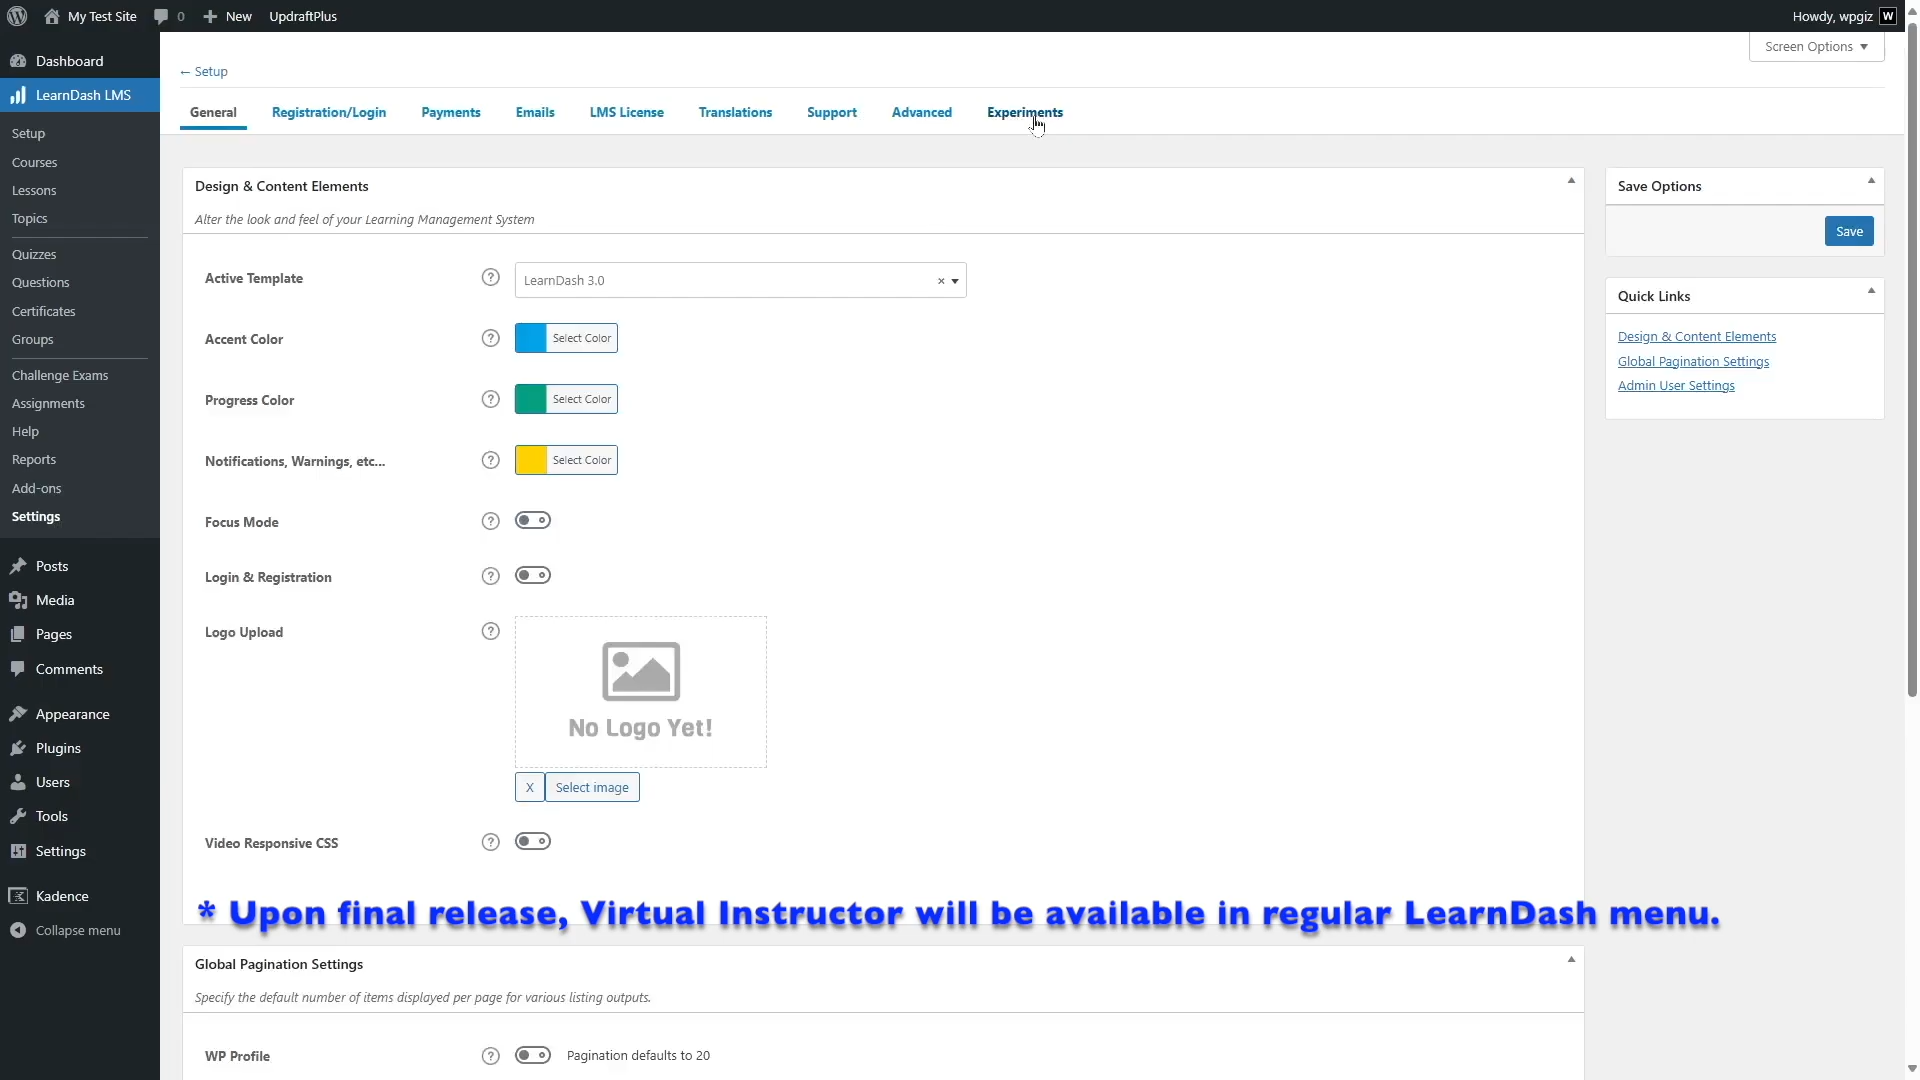 My Test Site
0
New
UpdraftPlus
Howdy, wpgiz
W
Screen Options
Dashboard
LearnDash LMS
Setup
Courses
Lessons
Topics
Quizzes
Questions
Certificates
Groups
Challenge Exams
Assignments
Help
Reports
Add-ons
Settings
Posts
Media
Pages
Comments
Appearance
Plugins
Users
Tools
Settings
Kadence
Collapse menu
← Setup
General
Registration/Login
Payments
Emails
LMS License
Translations
Support
Advanced
Experiments
Design & Content Elements
Alter the look and feel of your Learning Management System
Active Template
?
LearnDash 3.0
×
Accent Color
?
Select Color
Progress Color
?
Select Color
Notifications, Warnings, etc...
?
Select Color
Focus Mode
?
Login & Registration
?
Logo Upload
?
No Logo Yet!
X
Select image
Video Responsive CSS
?
* Upon final release, Virtual Instructor will be available in regular LearnDash menu.
Global Pagination Settings
Specify the default number of items displayed per page for various listing outputs.
WP Profile
?
Pagination defaults to 20
Save Options
Save
Quick Links
Design & Content Elements
Global Pagination Settings
Admin User Settings